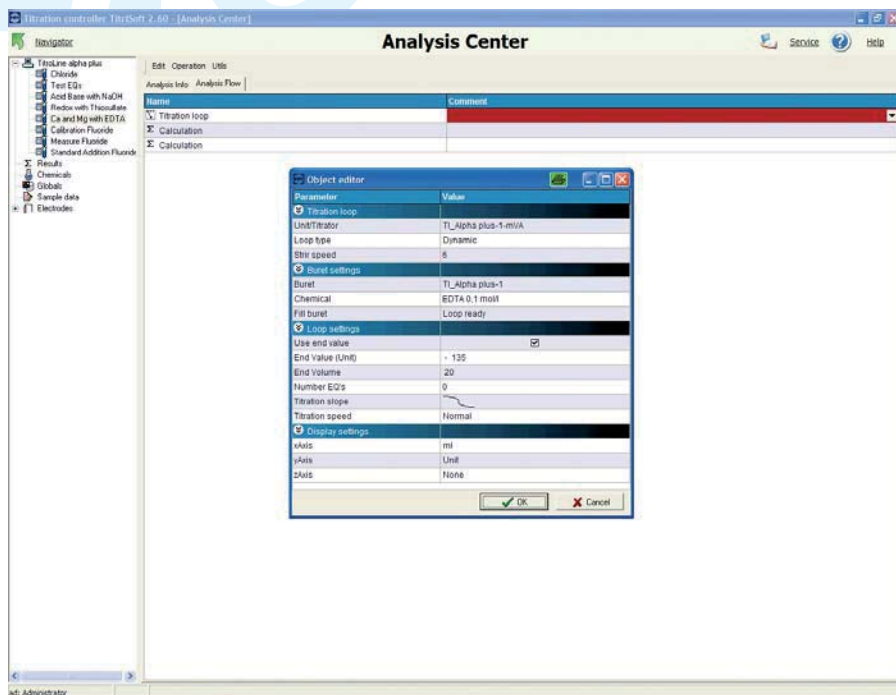 Titration controller TitriSoft 2.60 - [Analysis Center]
Navigator
Analysis Center
Service
Help
TitroLine alpha plus
Chloride
Test EQs
Acid Base with NaOH
Redox with Thiosulfate
Ca and Mg with EDTA
Calibration Fluoride
Measure Fluoride
Standard Addition Fluoride
Results
Chemicals
Globals
Sample data
Electrodes
Edit Operation Utils
Analysis Info Analysis Flow
Name Comment
Titration loop
Σ Calculation
Σ Calculation
Object editor
Parameter Value
Titration loop
Unit/Titrator TI_Alpha plus-1-mVA
Loop type Dynamic
Stirr speed 6
Buret settings
Buret TI_Alpha plus-1
Chemical EDTA 0.1 mol/l
Fill buret Loop ready
Loop settings
Use end value
End Value (Unit) - 135
End Volume 20
Number EQ's 0
Titration slope
Titration speed Normal
Display settings
xAxis ml
yAxis Unit
zAxis None
OK Cancel
ad: Administrator